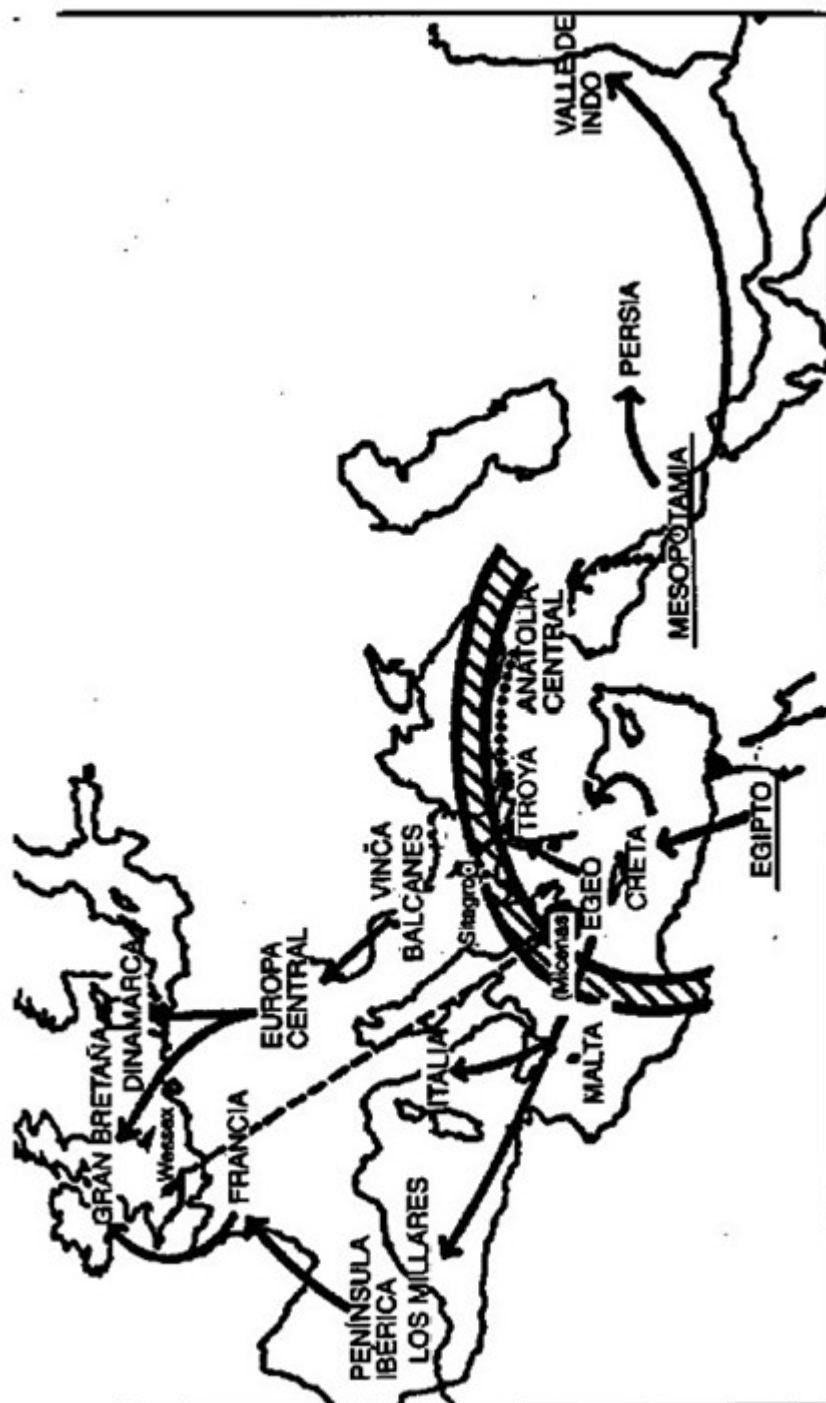 GRAN BRETAÑA
DINAMARCA
Wessex
FRANCIA
EUROPA
CENTRAL
VINČA
BALCANES
PENÍNSULA
IBÉRICA
LOS MILLARES
ITALIA
Sitagroi
TROYA
ANATOLIA
CENTRAL
PERSIA
VALLE DE
INDO
(Micenas
EGEO
MALTA
CRETA
MESOPOTAMIA
EGIPTO